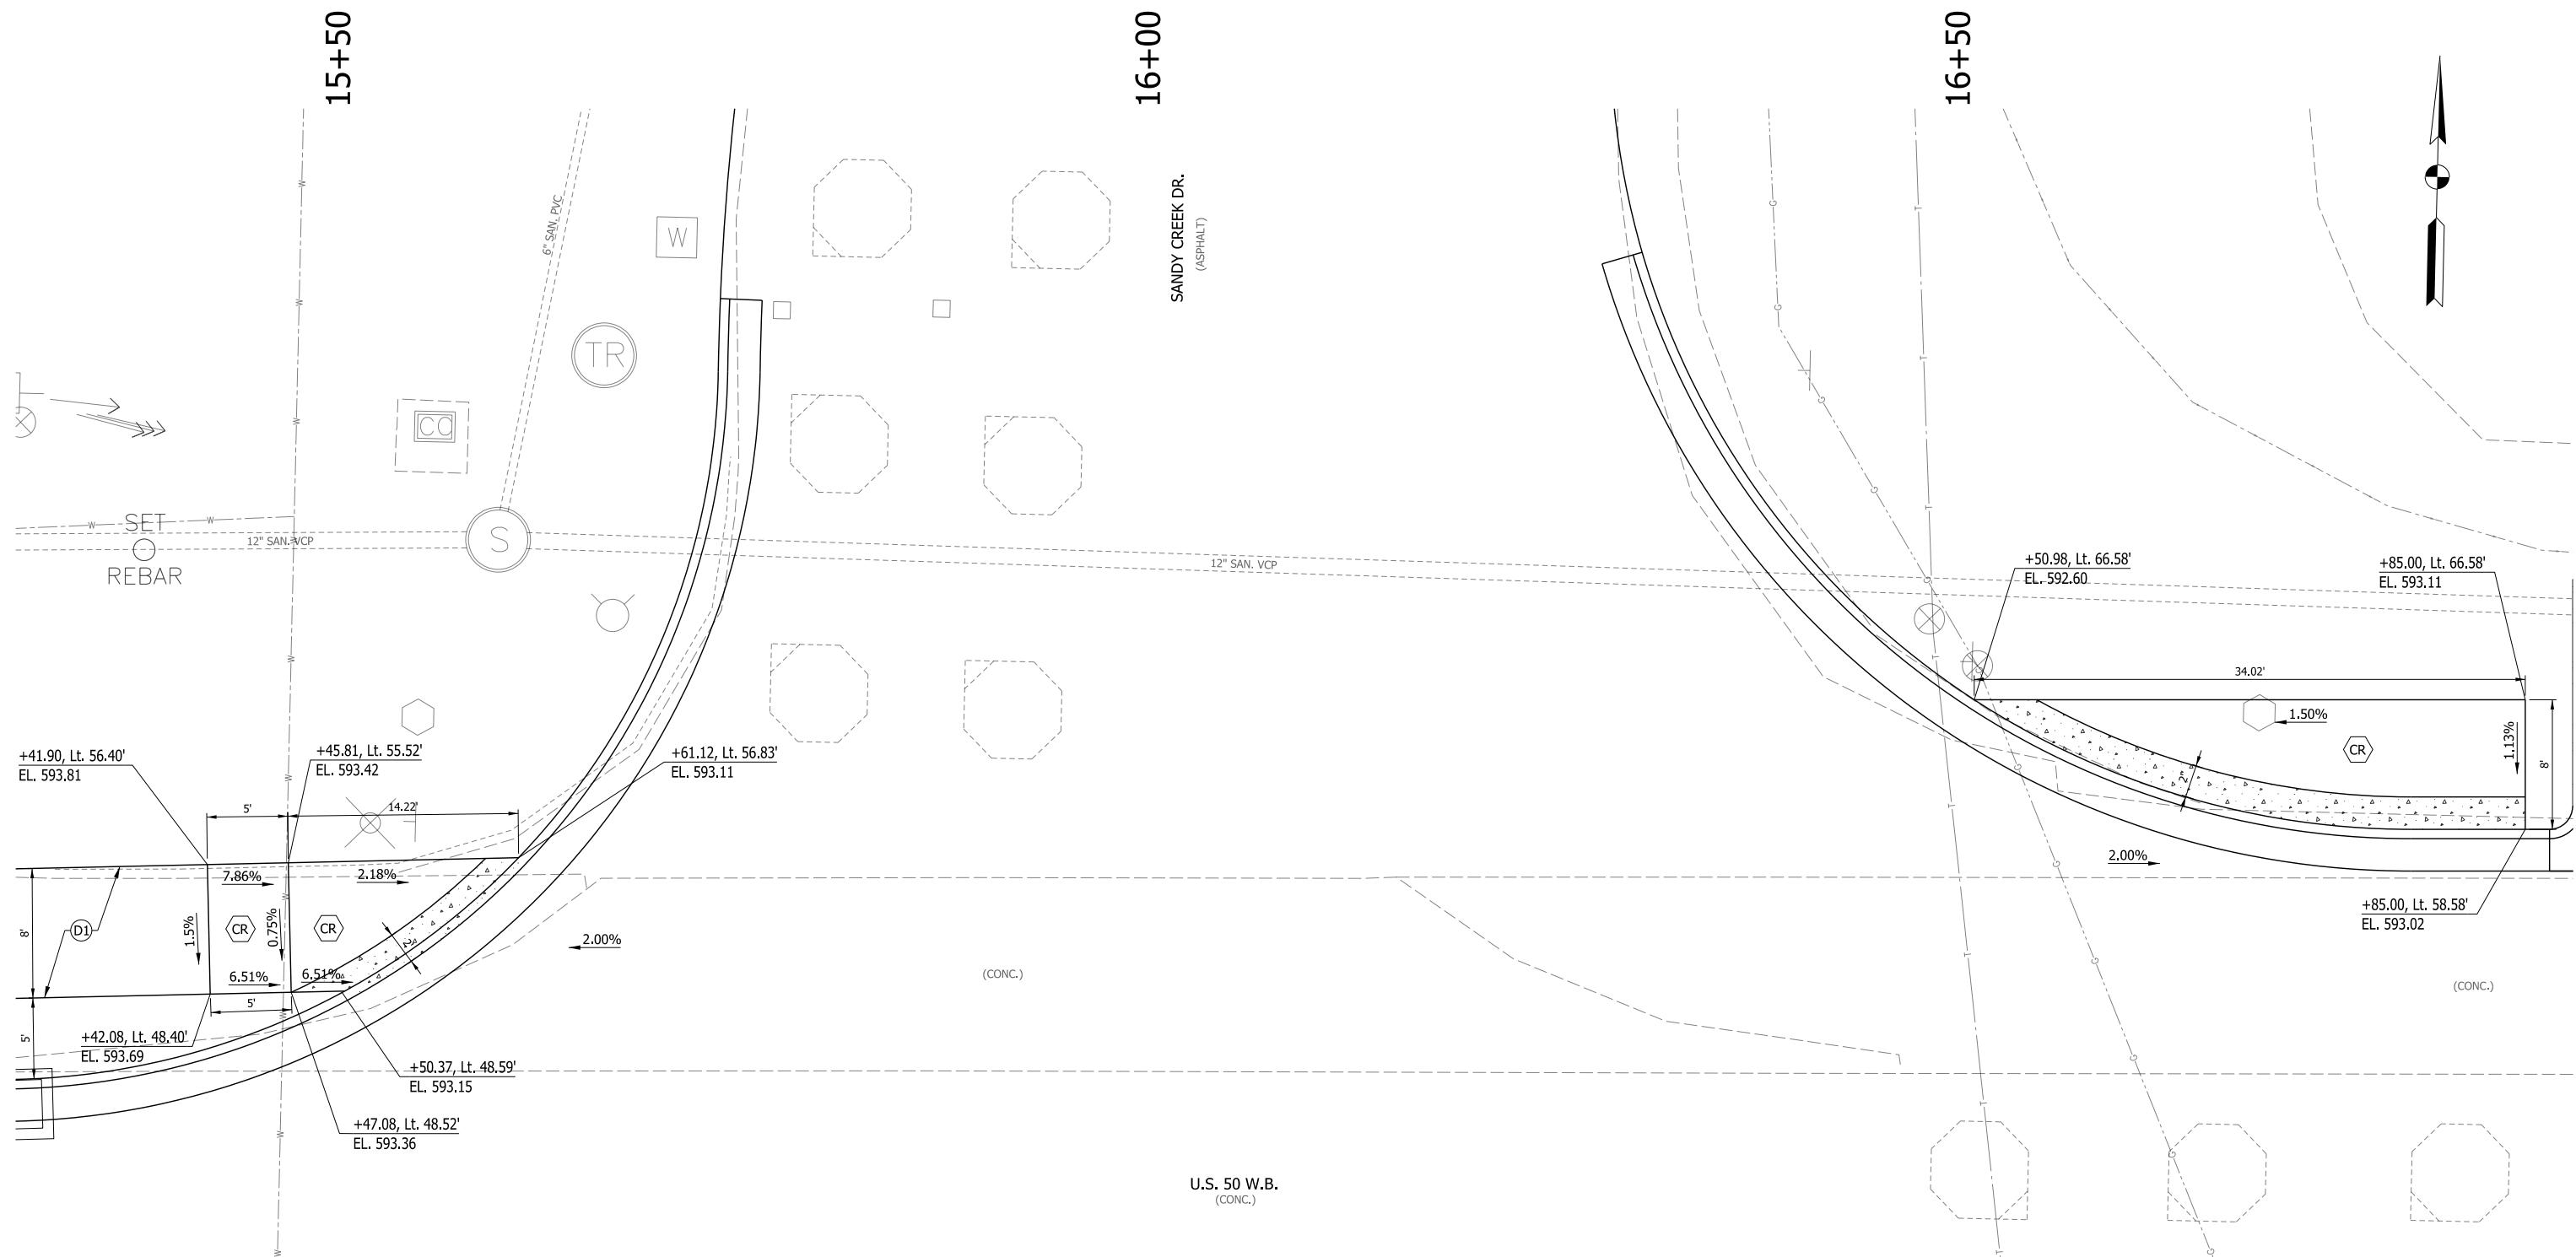 15+50
16+00
16+50
SANDY CREEK DR.
(ASPHALT)
6" SAN. PVC
W
TR
CO
S
SET
REBAR
12" SAN. VCP
12" SAN. VCP
W
W
W
W
W
W
W
W
W
W
W
W
T
T
T
T
T
T
T
T
G
G
G
G
G
G
G
G
G
G
G
G
+50.98, Lt. 66.58'
EL. 592.60
+85.00, Lt. 66.58'
EL. 593.11
34.02'
1.50%
CR
1.13%
8'
2'
2.00%
+85.00, Lt. 58.58'
EL. 593.02
+41.90, Lt. 56.40'
EL. 593.81
+45.81, Lt. 55.52'
EL. 593.42
+61.12, Lt. 56.83'
EL. 593.11
5'
14.22'
7.86%
2.18%
D1
8'
1.5%
CR
0.75%
CR
2'
2.00%
6.51%
6.51%
5'
5'
+42.08, Lt. 48.40'
EL. 593.69
+50.37, Lt. 48.59'
EL. 593.15
+47.08, Lt. 48.52'
EL. 593.36
(CONC.)
(CONC.)
U.S. 50 W.B.
(CONC.)